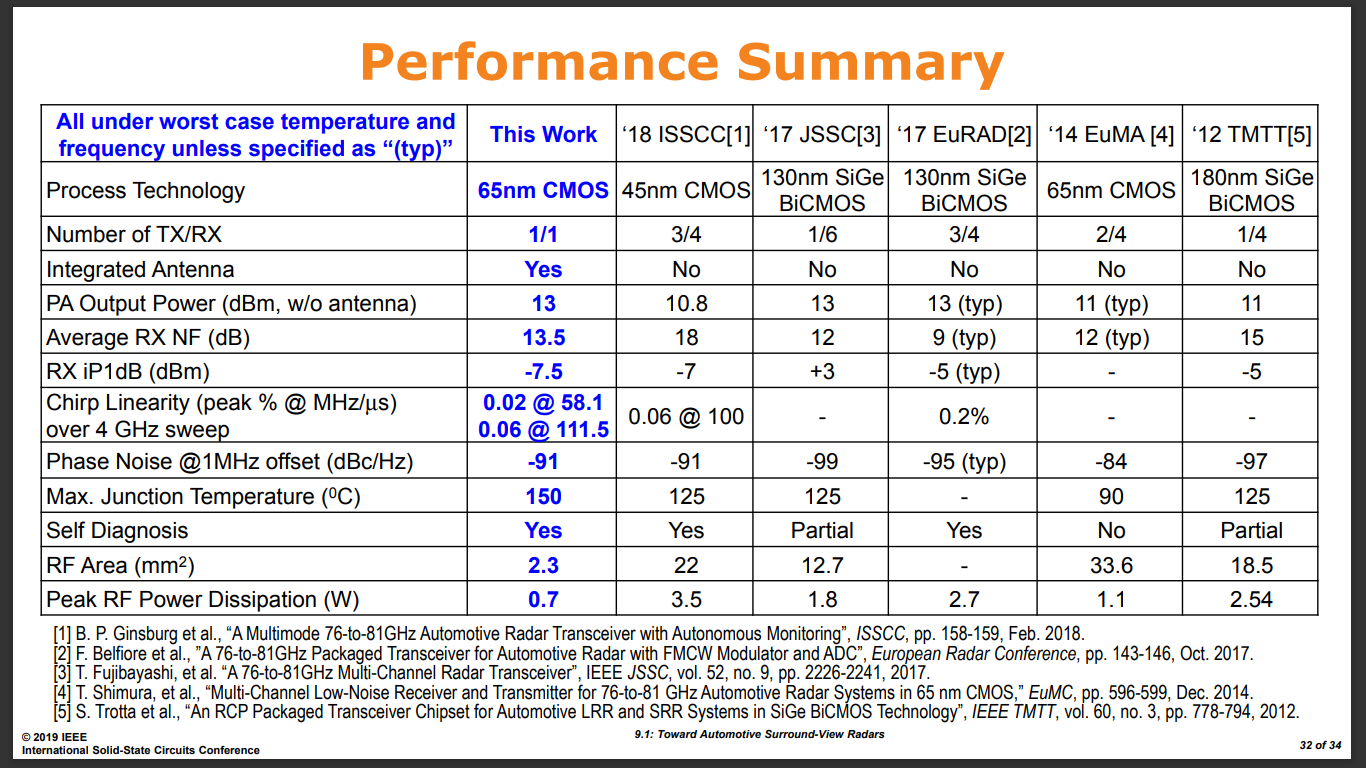 Performance Summary
All under worst case temperature and
frequency unless specified as “(typ)”
This Work
‘18 ISSCC[1]
‘17 JSSC[3]
‘17 EuRAD[2]
‘14 EuMA [4]
‘12 TMTT[5]
Process Technology
65nm CMOS
45nm CMOS
130nm SiGe
BiCMOS
130nm SiGe
BiCMOS
65nm CMOS
180nm SiGe
BiCMOS
Number of TX/RX
1/1
3/4
1/6
3/4
2/4
1/4
Integrated Antenna
Yes
No
No
No
No
No
PA Output Power (dBm, w/o antenna)
13
10.8
13
13 (typ)
11 (typ)
11
Average RX NF (dB)
13.5
18
12
9 (typ)
12 (typ)
15
RX iP1dB (dBm)
-7.5
-7
+3
-5 (typ)
-
-5
Chirp Linearity (peak % @ MHz/µs)
over 4 GHz sweep
0.02 @ 58.1
0.06 @ 111.5
0.06 @ 100
-
0.2%
-
-
Phase Noise @1MHz offset (dBc/Hz)
-91
-91
-99
-95 (typ)
-84
-97
Max. Junction Temperature (⁰C)
150
125
125
-
90
125
Self Diagnosis
Yes
Yes
Partial
Yes
No
Partial
RF Area (mm²)
2.3
22
12.7
-
33.6
18.5
Peak RF Power Dissipation (W)
0.7
3.5
1.8
2.7
1.1
2.54
[1] B. P. Ginsburg et al., “A Multimode 76-to-81GHz Automotive Radar Transceiver with Autonomous Monitoring”, ISSCC, pp. 158-159, Feb. 2018.
[2] F. Belfiore et al., ”A 76-to-81GHz Packaged Transceiver for Automotive Radar with FMCW Modulator and ADC”, European Radar Conference, pp. 143-146, Oct. 2017.
[3] T. Fujibayashi, et al. “A 76-to-81GHz Multi-Channel Radar Transceiver”, IEEE JSSC, vol. 52, no. 9, pp. 2226-2241, 2017.
[4] T. Shimura, et al., “Multi-Channel Low-Noise Receiver and Transmitter for 76-to-81 GHz Automotive Radar Systems in 65 nm CMOS,” EuMC, pp. 596-599, Dec. 2014.
[5] S. Trotta et al., “An RCP Packaged Transceiver Chipset for Automotive LRR and SRR Systems in SiGe BiCMOS Technology”, IEEE TMTT, vol. 60, no. 3, pp. 778-794, 2012.
© 2019 IEEE
International Solid-State Circuits Conference
9.1: Toward Automotive Surround-View Radars
32 of 34